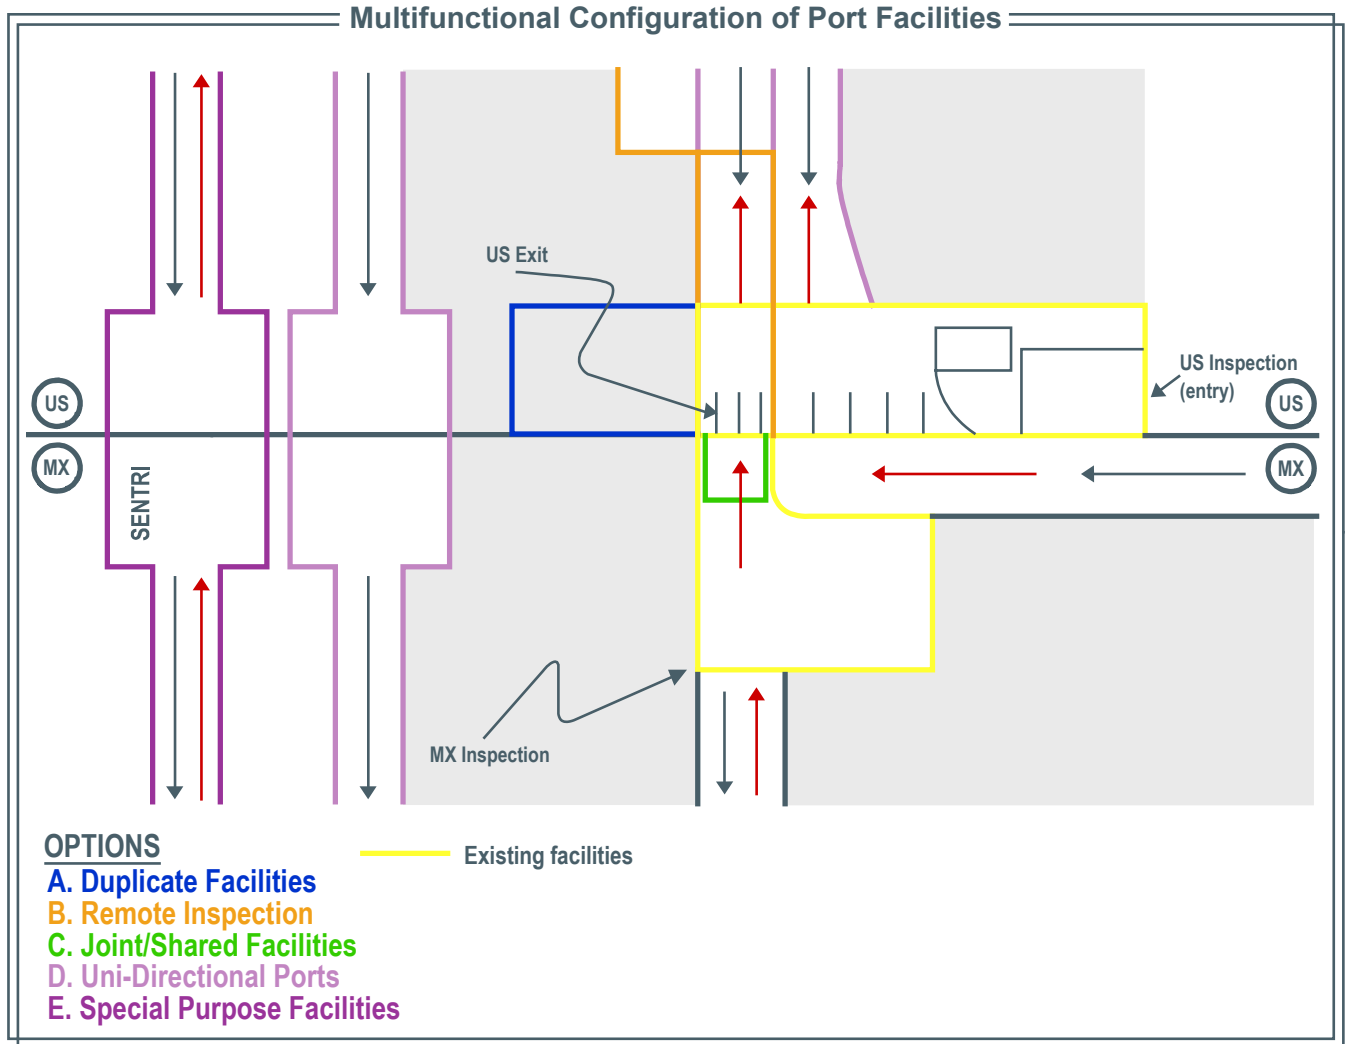 Multifunctional Configuration of Port Facilities
US Exit
US Inspection
(entry)
US
US
MX
MX
SENTRI
MX Inspection
OPTIONS
Existing facilities
A. Duplicate Facilities
B. Remote Inspection
C. Joint/Shared Facilities
D. Uni-Directional Ports
E. Special Purpose Facilities